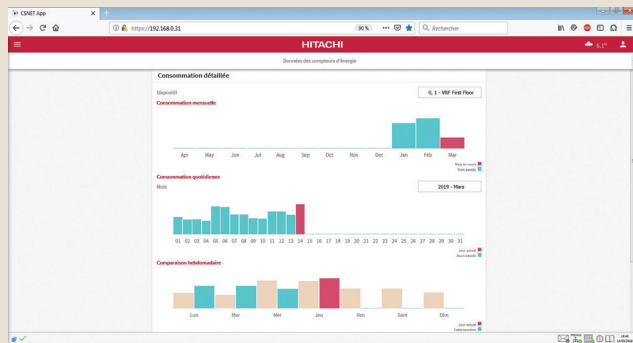 CSNET App
https://192.168.0.31
90 %
Rechercher
HITACHI
6.1°
Données des compteurs d'énergie
Consommation détaillée
Dispositif
0, 1 - VRF First Floor
Consommation mensuelle
Apr May Jun Jul Aug Sep Oct Nov Dec Jan Feb Mar
Mois en cours
Mois passés
Consommation quotidienne
Mois
2019 - Mars
01 02 03 04 05 06 07 08 09 10 11 12 13 14 15 16 17 18 19 20 21 22 23 24 25 26 27 28 29 30 31
Jour actuel
Jours passés
Comparaison hebdomadaire
Lun Mar Mer Jeu Ven Sam Dim
Jour actuel
Cette semaine